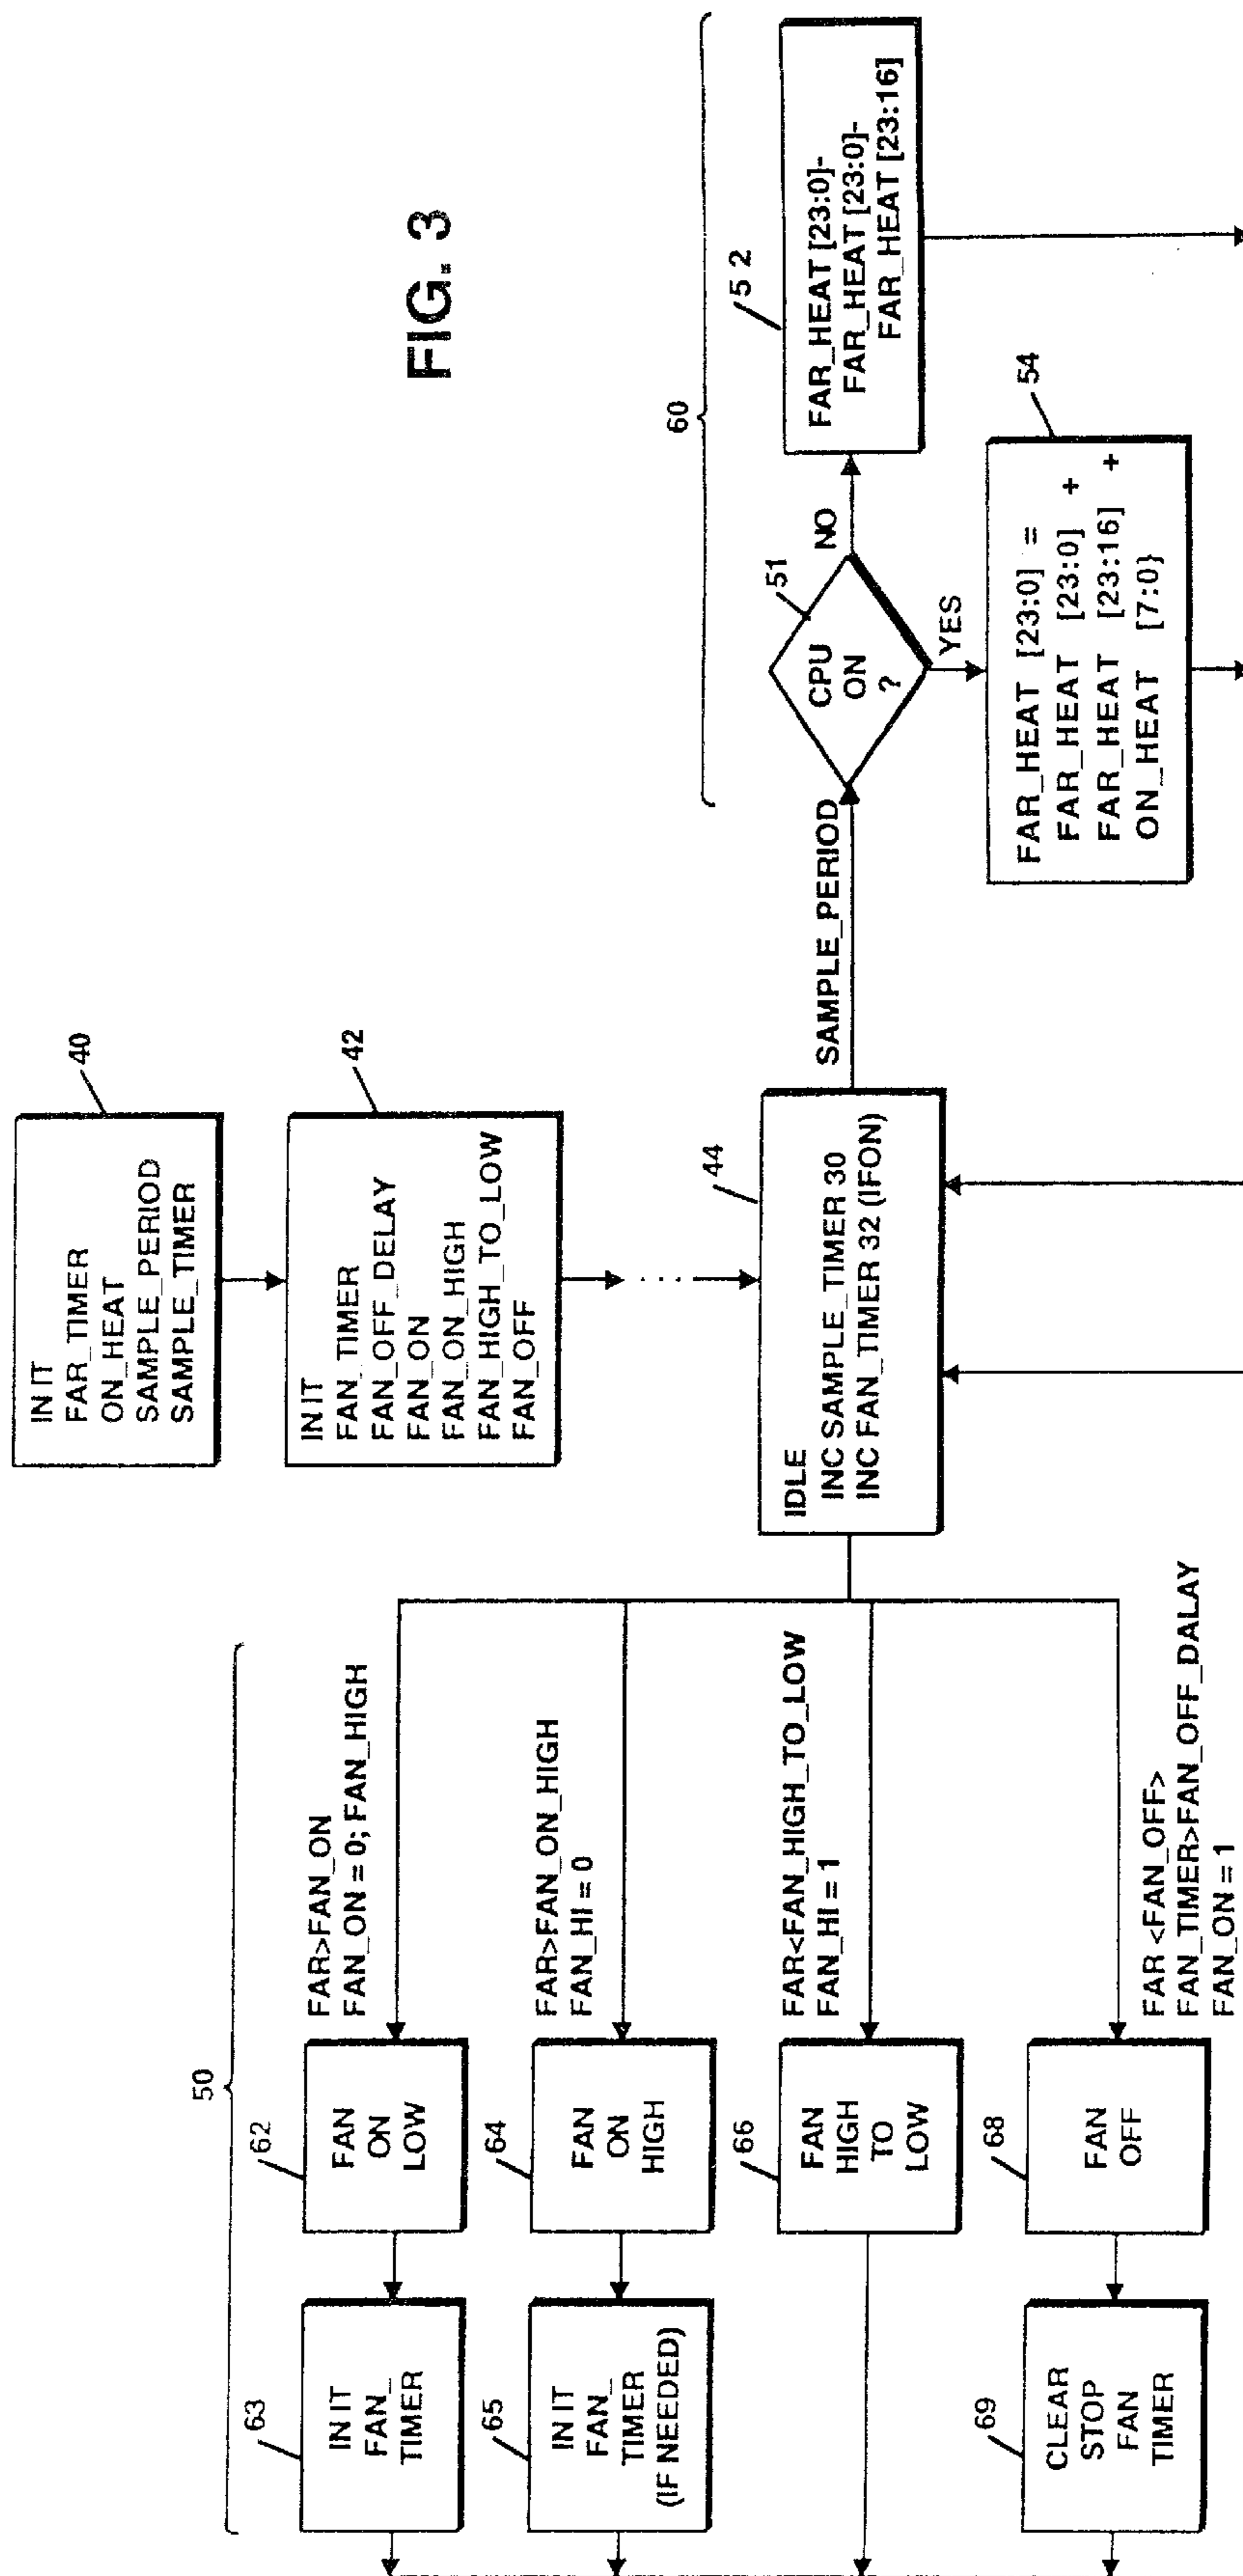 FIG. 3
40
IN IT
FAR_TIMER
ON_HEAT
SAMPLE_PERIOD
SAMPLE_TIMER
42
IN IT
FAN_TIMER
FAN_OFF_DELAY
FAN_ON
FAN_ON_HIGH
FAN_HIGH_TO_LOW
FAN_OFF
44
IDLE
INC SAMPLE_TIMER 30
INC FAN_TIMER 32 (IFON)
SAMPLE_PERIOD
60
51
CPU
ON
?
NO
YES
5 2
FAR_HEAT [23:0]-
FAR_HEAT [23:0]-
FAR_HEAT [23:16]
54
FAR_HEAT [23:0] =
FAR_HEAT [23:0] +
FAR_HEAT [23:16] +
ON_HEAT [7:0}
50
FAR>FAN_ON
FAN_ON = 0; FAN_HIGH
62
FAN
ON
LOW
63
IN IT
FAN_
TIMER
FAR>FAN_ON_HIGH
FAN_HI = 0
64
FAN
ON
HIGH
65
IN IT
FAN_
TIMER
(IF NEEDED)
FAR<FAN_HIGH_TO_LOW
FAN_HI = 1
66
FAN
HIGH
TO
LOW
FAR <FAN_OFF>
FAN_TIMER>FAN_OFF_DALAY
FAN_ON = 1
68
FAN
OFF
69
CLEAR
STOP
FAN
TIMER